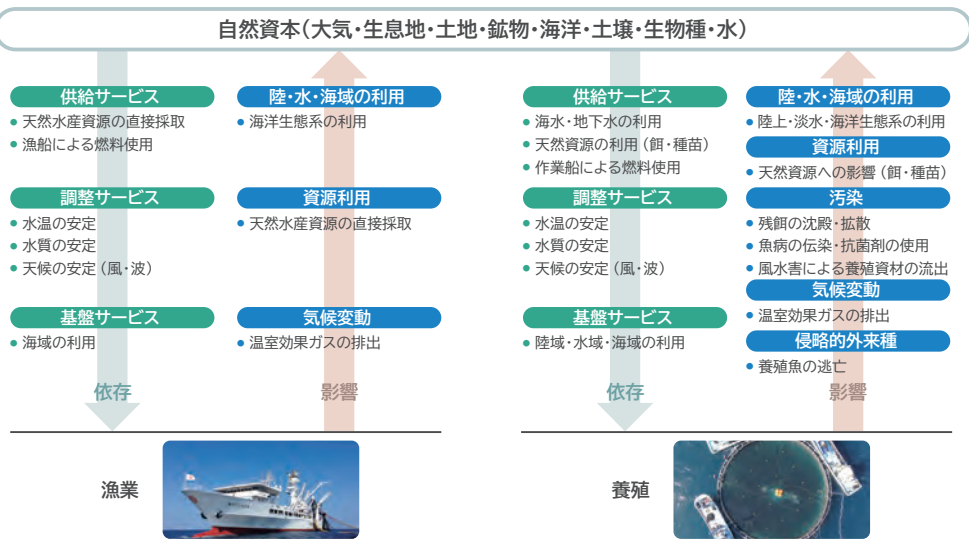 自然資本（大気・生息地・土地・鉱物・海洋・土壌・生物種・水）
供給サービス
• 天然水産資源の直接採取
• 漁船による燃料使用
調整サービス
• 水温の安定
• 水質の安定
• 天候の安定（風・波）
基盤サービス
• 海域の利用
依存
陸・水・海域の利用
• 海洋生態系の利用
資源利用
• 天然水産資源の直接採取
気候変動
• 温室効果ガスの排出
影響
漁業
供給サービス
• 海水・地下水の利用
• 天然資源の利用（餌・種苗）
• 作業船による燃料使用
調整サービス
• 水温の安定
• 水質の安定
• 天候の安定（風・波）
基盤サービス
• 陸域・水域・海域の利用
依存
陸・水・海域の利用
• 陸上・淡水・海洋生態系の利用
資源利用
• 天然資源への影響（餌・種苗）
汚染
• 残餌の沈殿・拡散
• 魚病の伝染・抗菌剤の使用
• 風水害による養殖資材の流出
気候変動
• 温室効果ガスの排出
侵略的外来種
• 養殖魚の逃亡
影響
養殖